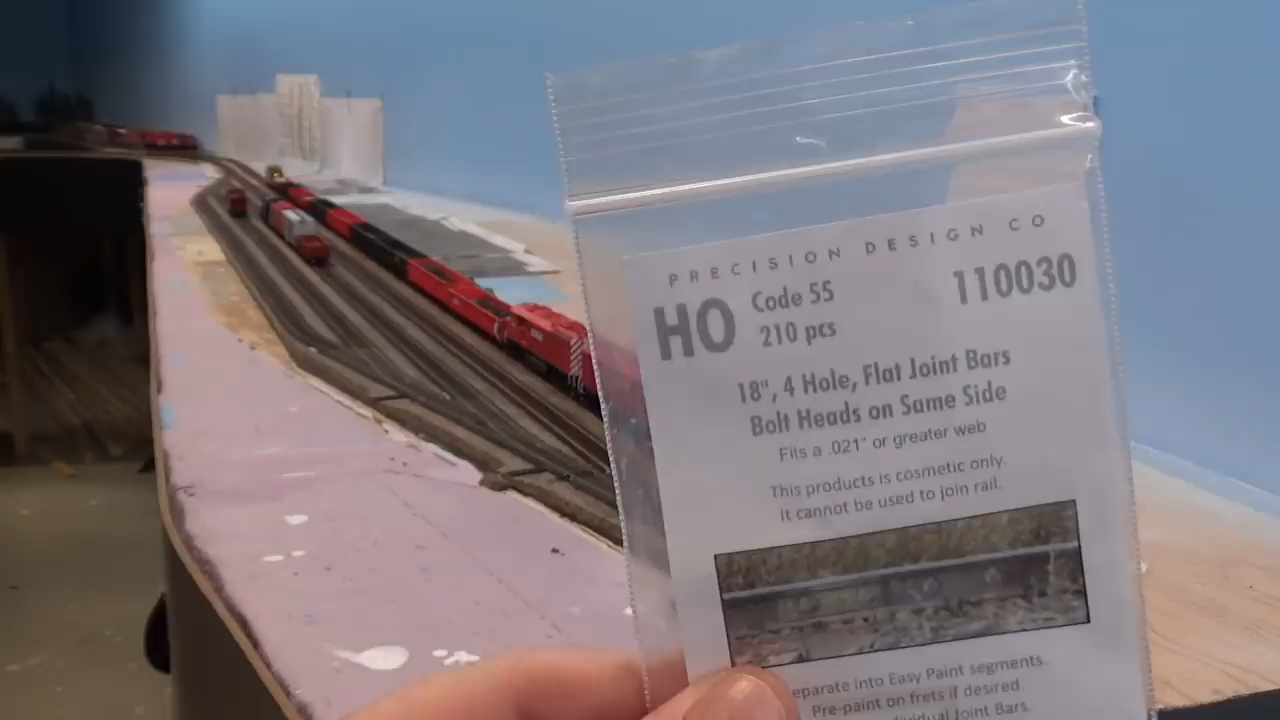 PRECISION DESIGN CO
HO Code 55 110030
210 pcs
18", 4 Hole, Flat Joint Bars
Bolt Heads on Same Side
Fits a .021" or greater web
This products is cosmetic only.
It cannot be used to join rail.
eparate into Easy Paint segments.
Pre-paint on frets if desired.
Joint Bars